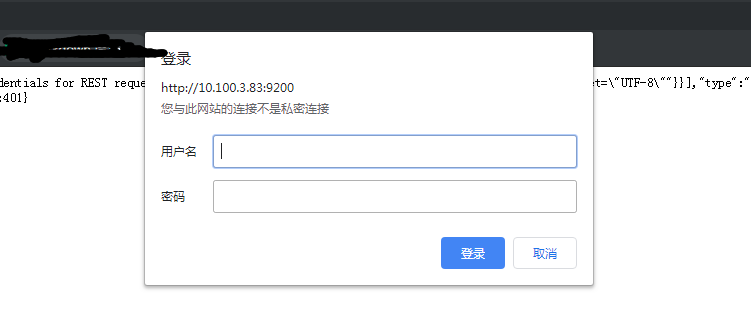 登录
http://10.100.3.83:9200
您与此网站的连接不是私密连接
用户名
密码
登录 取消
dentials for REST reque
et=\"UTF-8\""}}],"type":"
:401}